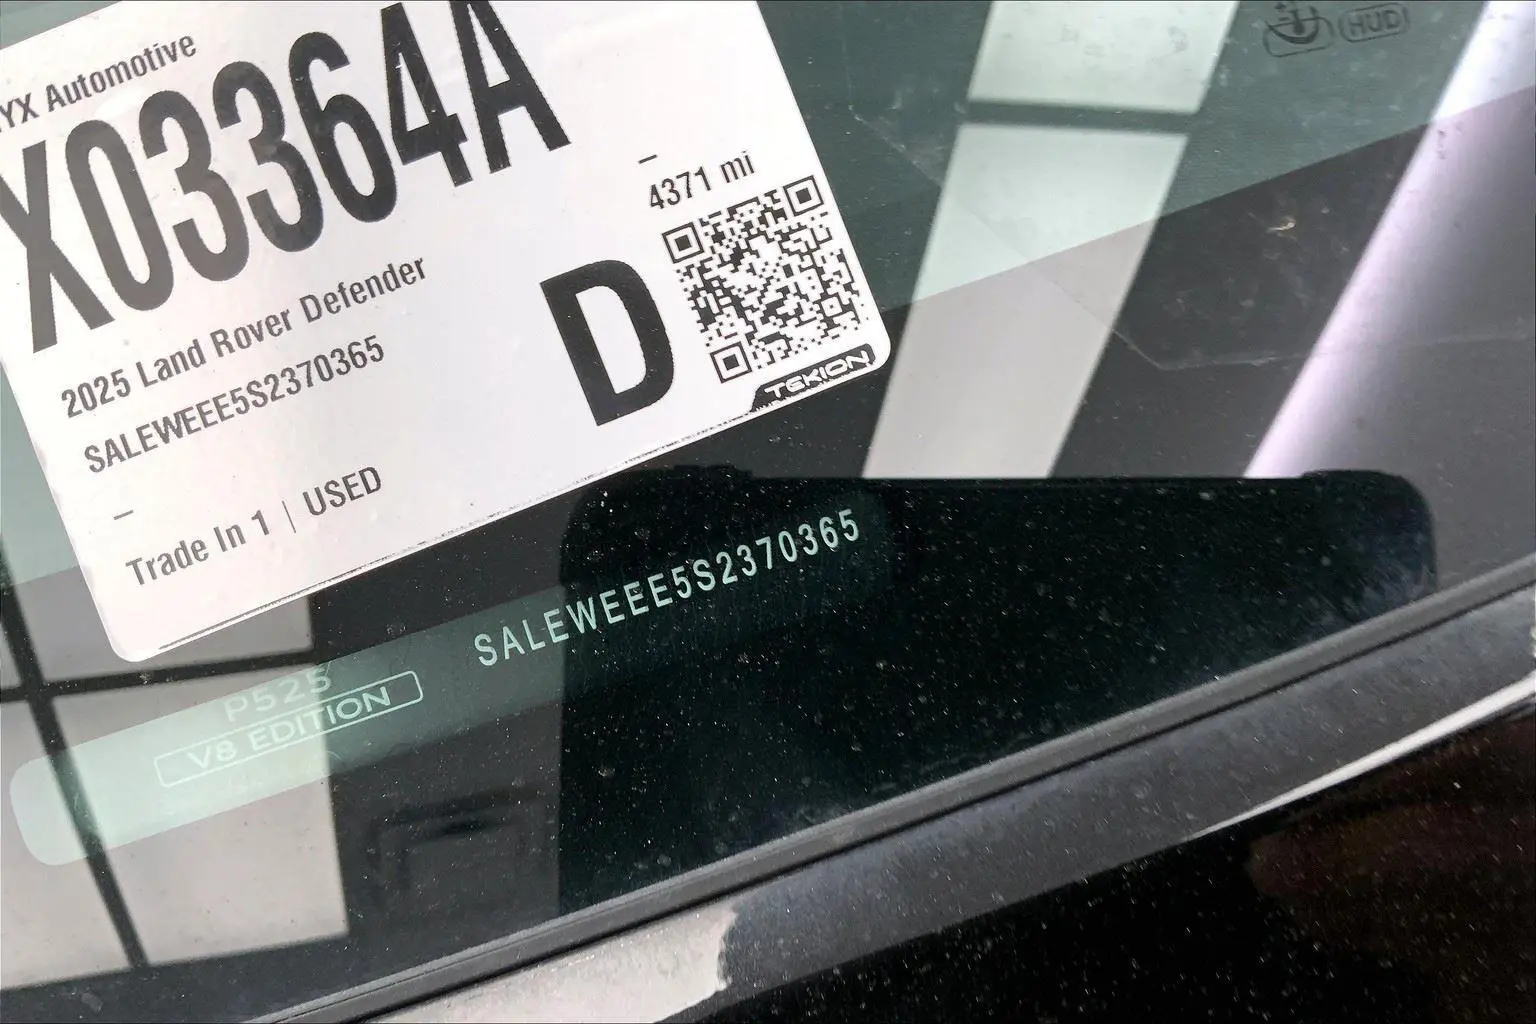 YX Automotive
X03364A
4371 mi
2025 Land Rover Defender
SALEWEEE5S2370365
D
TEKION
Trade In 1 | USED
SALEWEEE5S2370365
P525
V8 EDITION
HUD